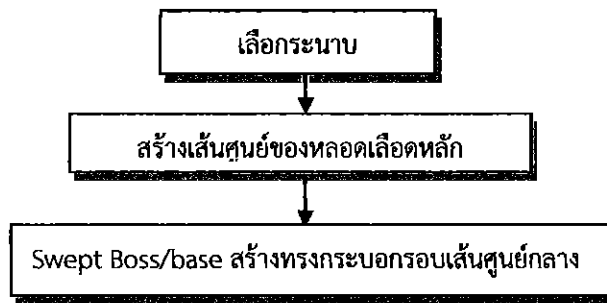 เลือกระนาบ
สร้างเส้นศูนย์ของหลอดเลือดหลัก
Swept Boss/base สร้างทรงกระบอกรอบเส้นศูนย์กลาง